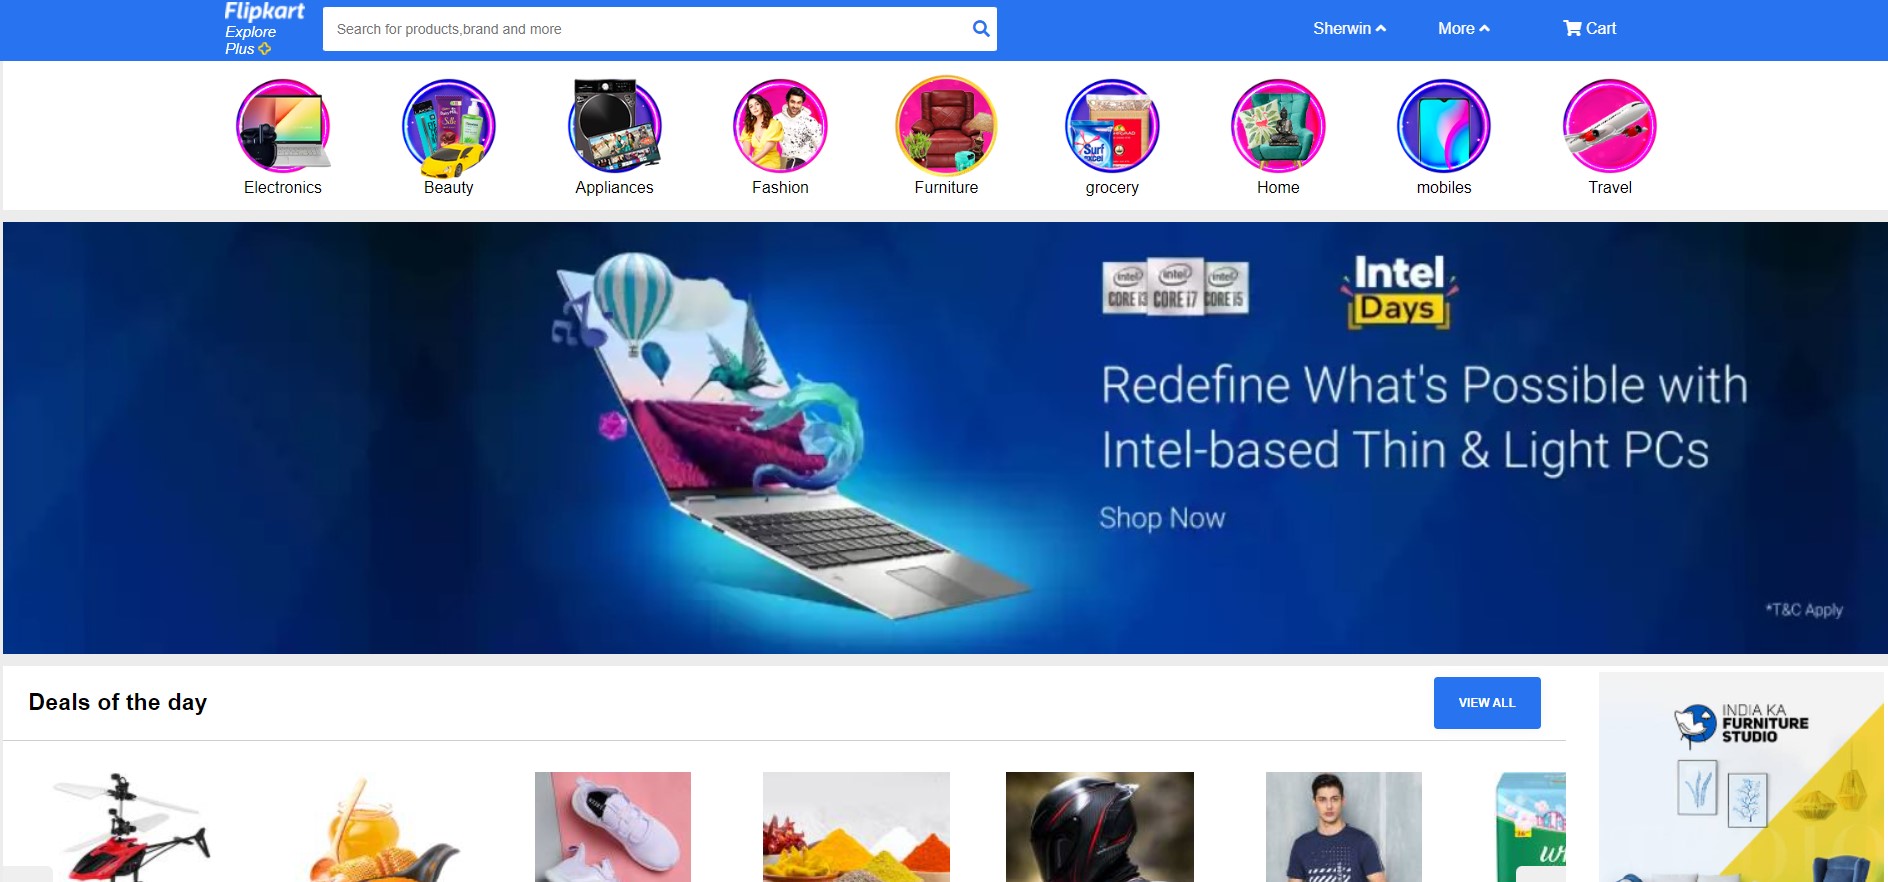 Flipkart
Explore
Plus
Search for products,brand and more
Sherwin
More
Cart
Electronics
Beauty
Appliances
Fashion
Furniture
grocery
Home
mobiles
Travel
Surf
excel
intel
CORE i3
intel
CORE i7
intel
CORE i5
Intel
Days
Redefine What's Possible with
Intel-based Thin & Light PCs
Shop Now
*T&C Apply
Deals of the day
VIEW ALL
INDIA KA
FURNITURE
STUDIO